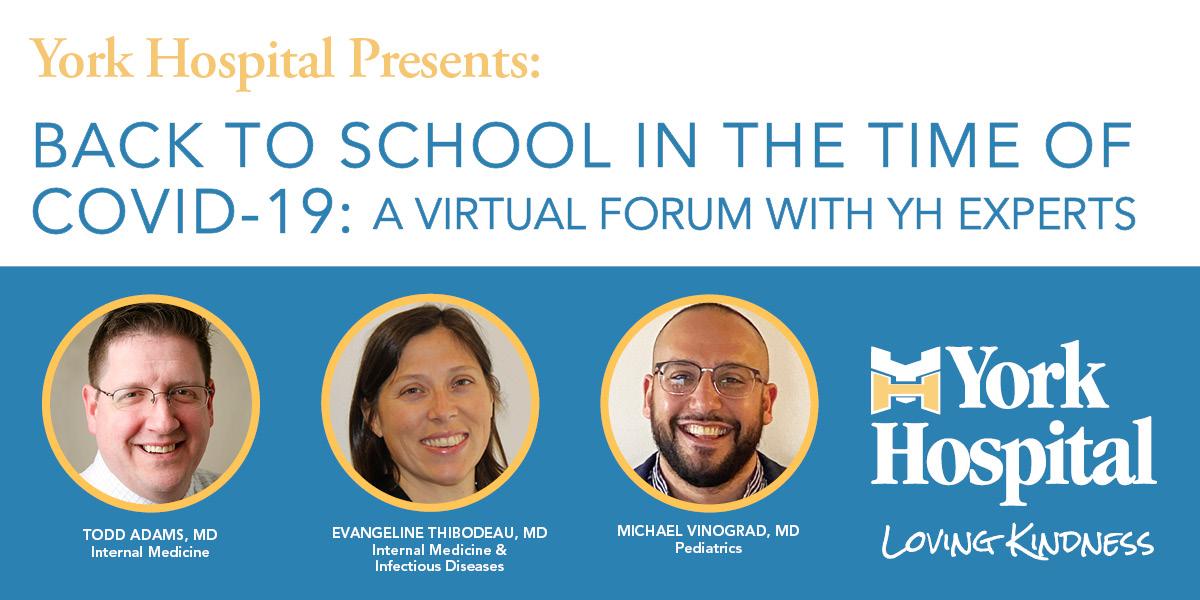 York Hospital Presents:
BACK TO SCHOOL IN THE TIME OF
COVID-19: A VIRTUAL FORUM WITH YH EXPERTS
TODD ADAMS, MD
Internal Medicine
EVANGELINE THIBODEAU, MD
Internal Medicine &
Infectious Diseases
MICHAEL VINOGRAD, MD
Pediatrics
York
Hospital
LOVING KINDNESS